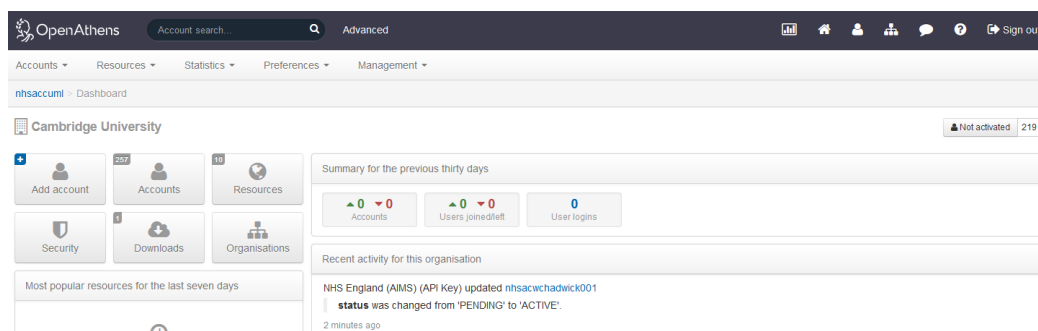 OpenAthens Account search... Advanced Sign out
Accounts Resources Statistics Preferences Management
nhsaccuml > Dashboard
Cambridge University Not activated 219
+ 257 10
Add account Accounts Resources
1
Security Downloads Organisations
Most popular resources for the last seven days
Summary for the previous thirty days
0 0 0 0 0
Accounts Users joined/left User logins
Recent activity for this organisation
NHS England (AIMS) (API Key) updated nhsacwchadwick001
status was changed from 'PENDING' to 'ACTIVE'.
2 minutes ago